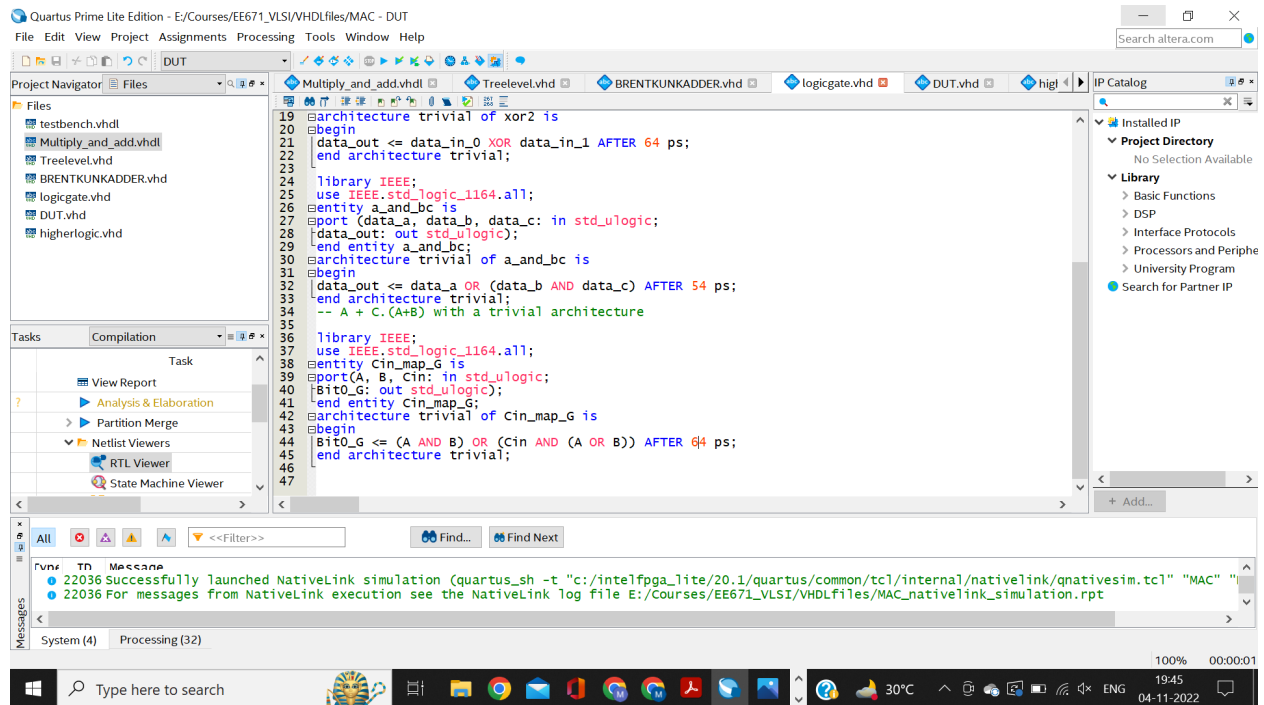 Quartus Prime Lite Edition - E:/Courses/EE671_VLSI/VHDLfiles/MAC - DUT
File Edit View Project Assignments Processing Tools Window Help
Search altera.com
DUT
Project Navigator Files
Files
testbench.vhdl
Multiply_and_add.vhdl
Treelevel.vhd
BRENTKUNKADDER.vhd
logicgate.vhd
DUT.vhd
higherlogic.vhd
Tasks Compilation
Task
View Report
? Analysis & Elaboration
Partition Merge
Netlist Viewers
RTL Viewer
State Machine Viewer
Multiply_and_add.vhdl Treelevel.vhd BRENTKUNKADDER.vhd logicgate.vhd DUT.vhd
267
268
19 architecture trivial of xor2 is
20 begin
21 data_out <= data_in_0 XOR data_in_1 AFTER 64 ps;
22 end architecture trivial;
23
24 library IEEE;
25 use IEEE.std_logic_1164.all;
26 entity a_and_bc is
27 port (data_a, data_b, data_c: in std_ulogic;
28 data_out: out std_ulogic);
29 end entity a_and_bc;
30 architecture trivial of a_and_bc is
31 begin
32 data_out <= data_a OR (data_b AND data_c) AFTER 54 ps;
33 end architecture trivial;
34 -- A + C.(A+B) with a trivial architecture
35
36 library IEEE;
37 use IEEE.std_logic_1164.all;
38 entity Cin_map_G is
39 port(A, B, Cin: in std_ulogic;
40 Bit0_G: out std_ulogic);
41 end entity Cin_map_G;
42 architecture trivial of Cin_map_G is
43 begin
44 Bit0_G <= (A AND B) OR (Cin AND (A OR B)) AFTER 64 ps;
45 end architecture trivial;
46
47
IP Catalog
Installed IP
Project Directory
No Selection Available
Library
Basic Functions
DSP
Interface Protocols
Processors and Periphe
University Program
Search for Partner IP
+ Add...
All <<Filter>> Find... Find Next
Type ID Message
22036 Successfully launched NativeLink simulation (quartus_sh -t "c:/intelfpga_lite/20.1/quartus/common/tcl/internal/nativelink/qnativesim.tcl" "MAC"
22036 For messages from NativeLink execution see the NativeLink log file E:/Courses/EE671_VLSI/VHDLfiles/MAC_nativelink_simulation.rpt
Messages
System (4) Processing (32)
100% 00:00:01
Type here to search
30°C ENG
19:45
04-11-2022